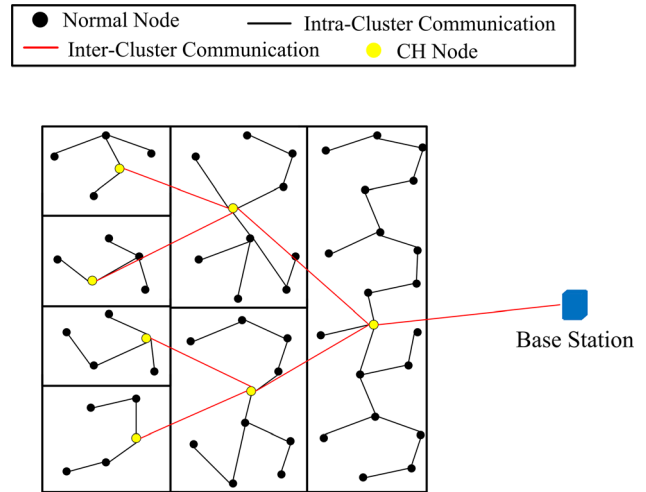 Normal Node
Intra-Cluster Communication
Inter-Cluster Communication
CH Node
Base Station